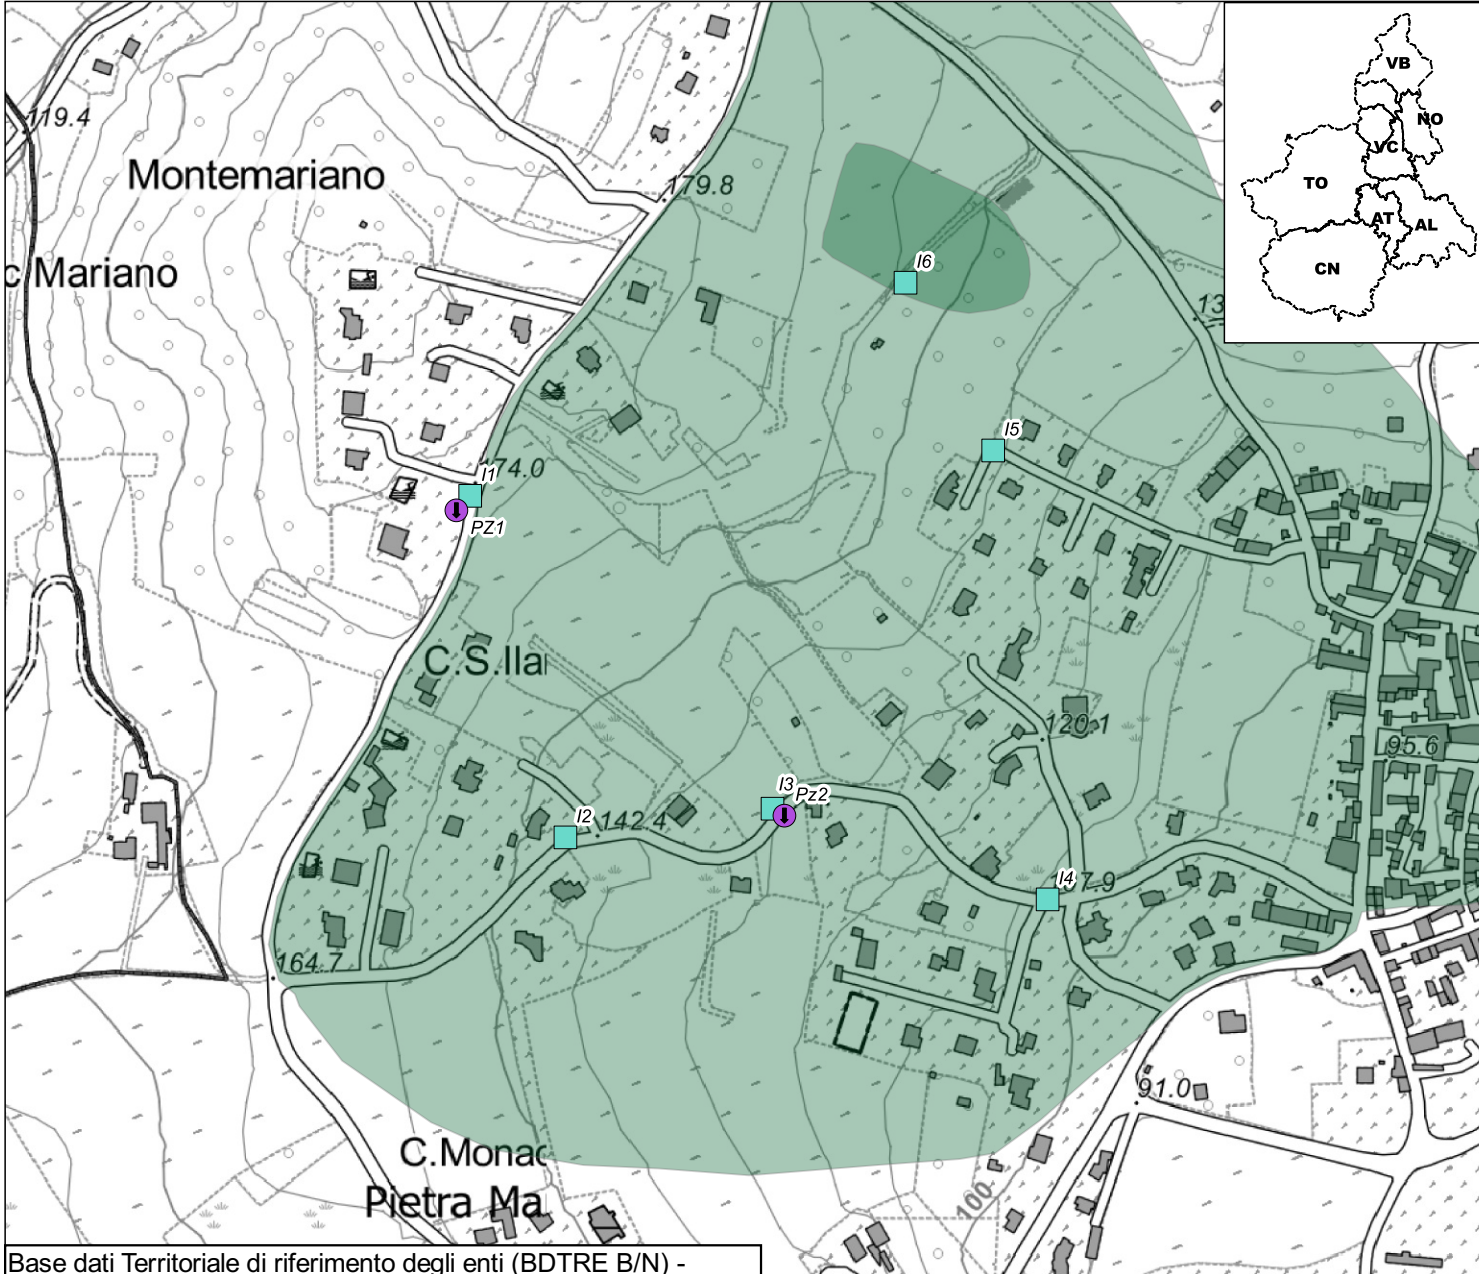 VB
NO
VC
TO
AT
AL
CN
119.4
Montemariano
c Mariano
179.8
I6
13
I5
174.0
I1
PZ1
C.S.Ilar
120.1
95.6
I3
Pz2
I2
142.4
I4
7.9
164.7
91.0
C.Monac
Pietra Ma
100
Base dati Territoriale di riferimento degli enti (BDTRE B/N) -